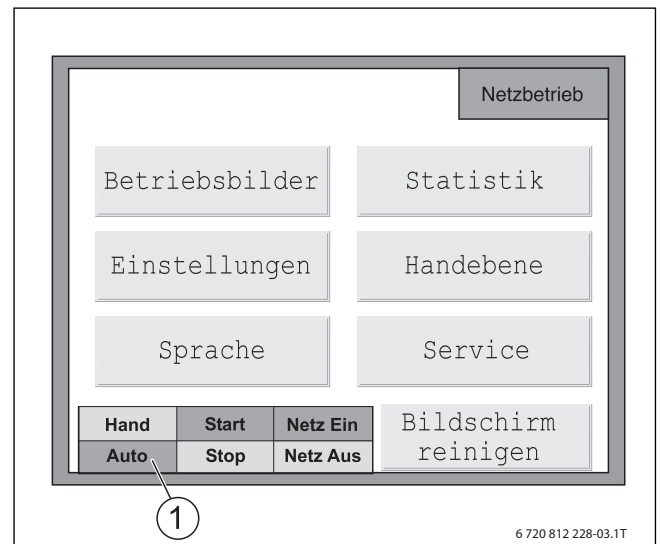 Netzbetrieb
Betriebsbilder Statistik
Einstellungen Handebene
Sprache Service
Hand Start Netz Ein
Auto Stop Netz Aus
Bildschirm
reinigen
1
6 720 812 228-03.1T